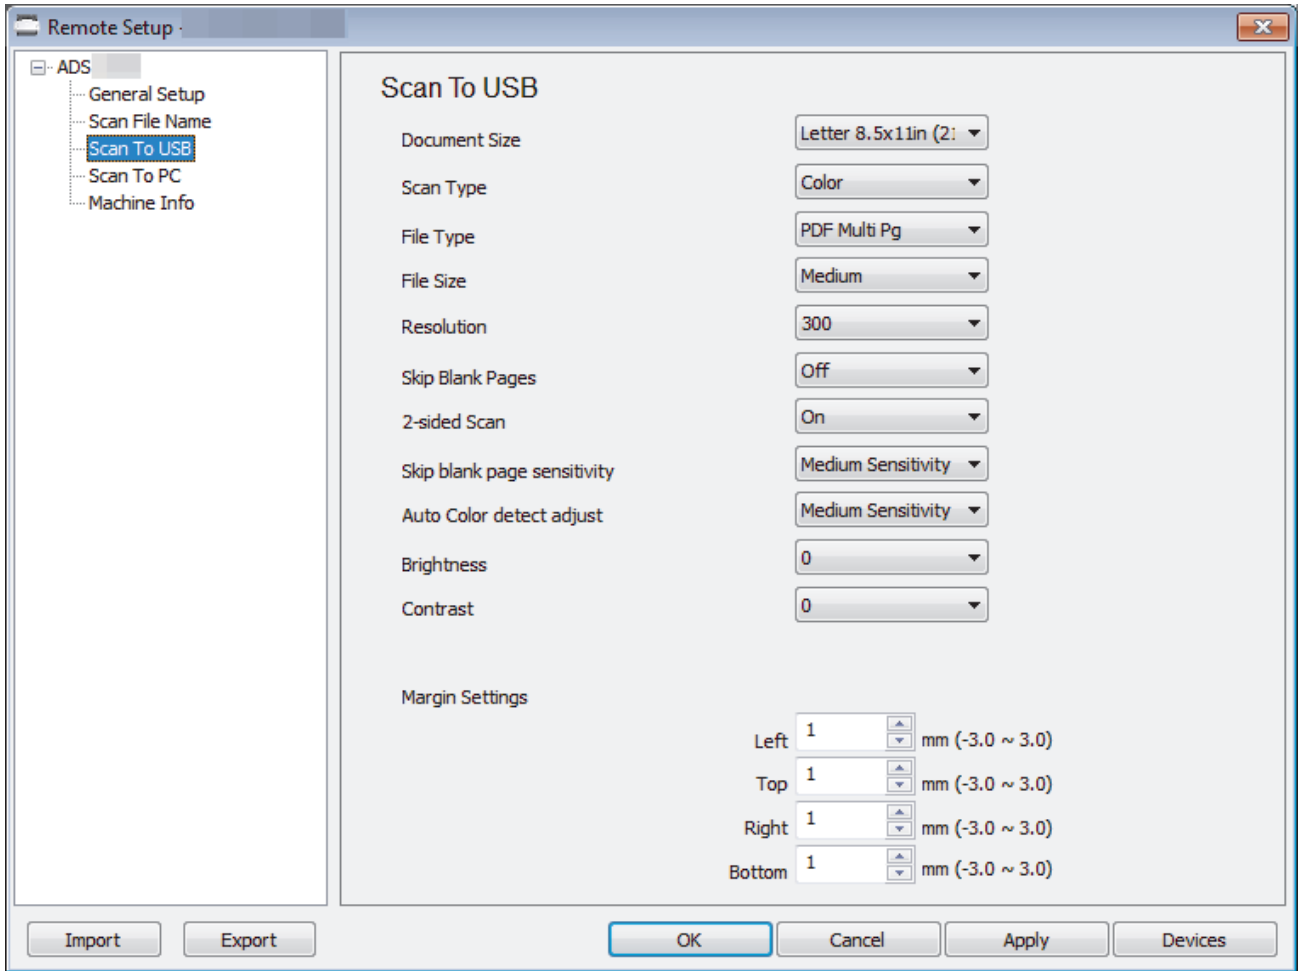 Remote Setup -
ADS
General Setup
Scan File Name
Scan To USB
Scan To PC
Machine Info
Scan To USB
Document Size Letter 8.5x11in (21
Scan Type Color
File Type PDF Multi Pg
File Size Medium
Resolution 300
Skip Blank Pages Off
2-sided Scan On
Skip blank page sensitivity Medium Sensitivity
Auto Color detect adjust Medium Sensitivity
Brightness 0
Contrast 0
Margin Settings
Left 1 mm (-3.0 ~ 3.0)
Top 1 mm (-3.0 ~ 3.0)
Right 1 mm (-3.0 ~ 3.0)
Bottom 1 mm (-3.0 ~ 3.0)
Import Export OK Cancel Apply Devices